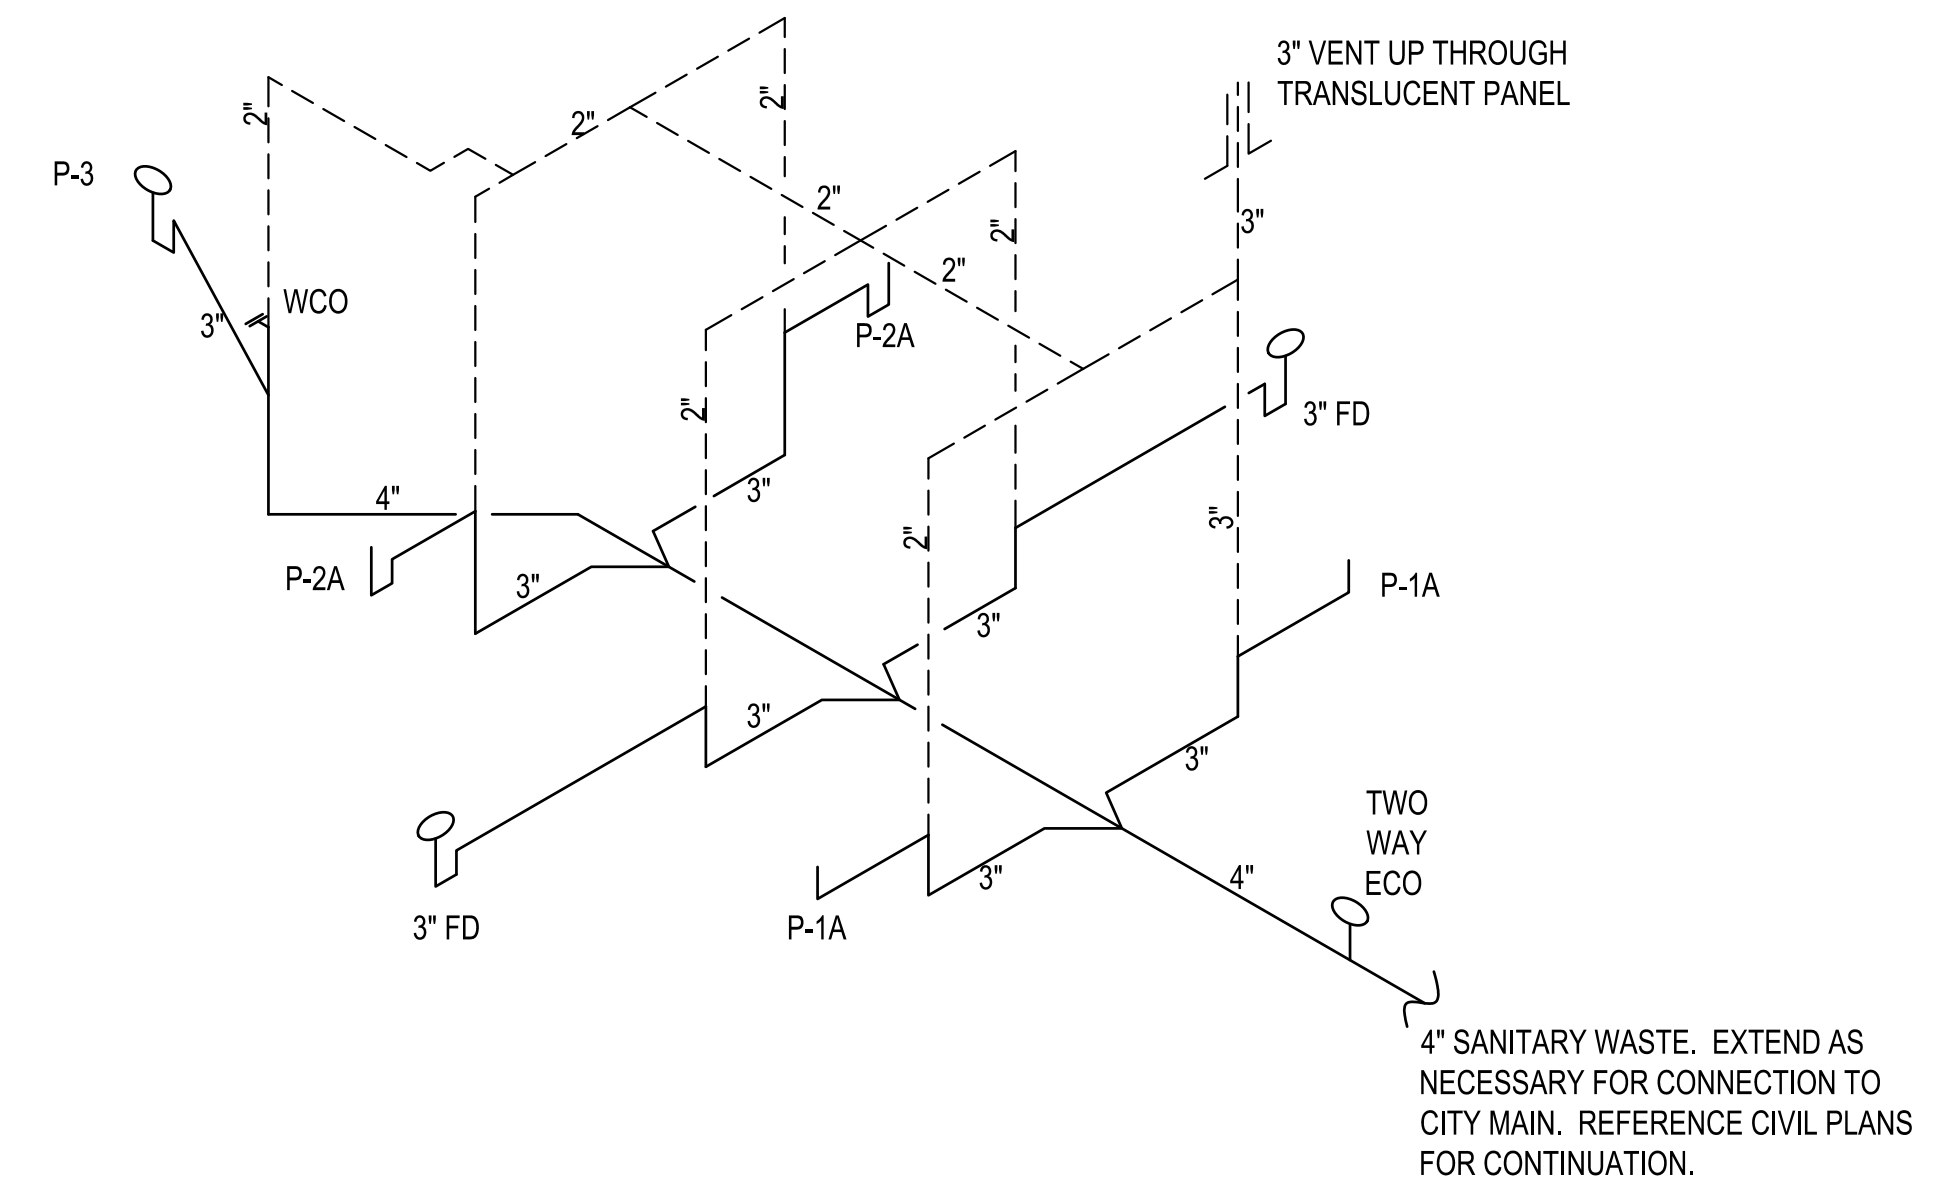 3" VENT UP THROUGH
TRANSLUCENT PANEL
2"
2"
2"
P-3
2"
2"
3"
2"
WCO
3"
P-2A
2"
3" FD
4"
3"
3"
2"
P-2A
3"
P-1A
3"
3"
3"
TWO
WAY
ECO
3"
4"
3" FD
P-1A
4" SANITARY WASTE. EXTEND AS
NECESSARY FOR CONNECTION TO
CITY MAIN. REFERENCE CIVIL PLANS
FOR CONTINUATION.